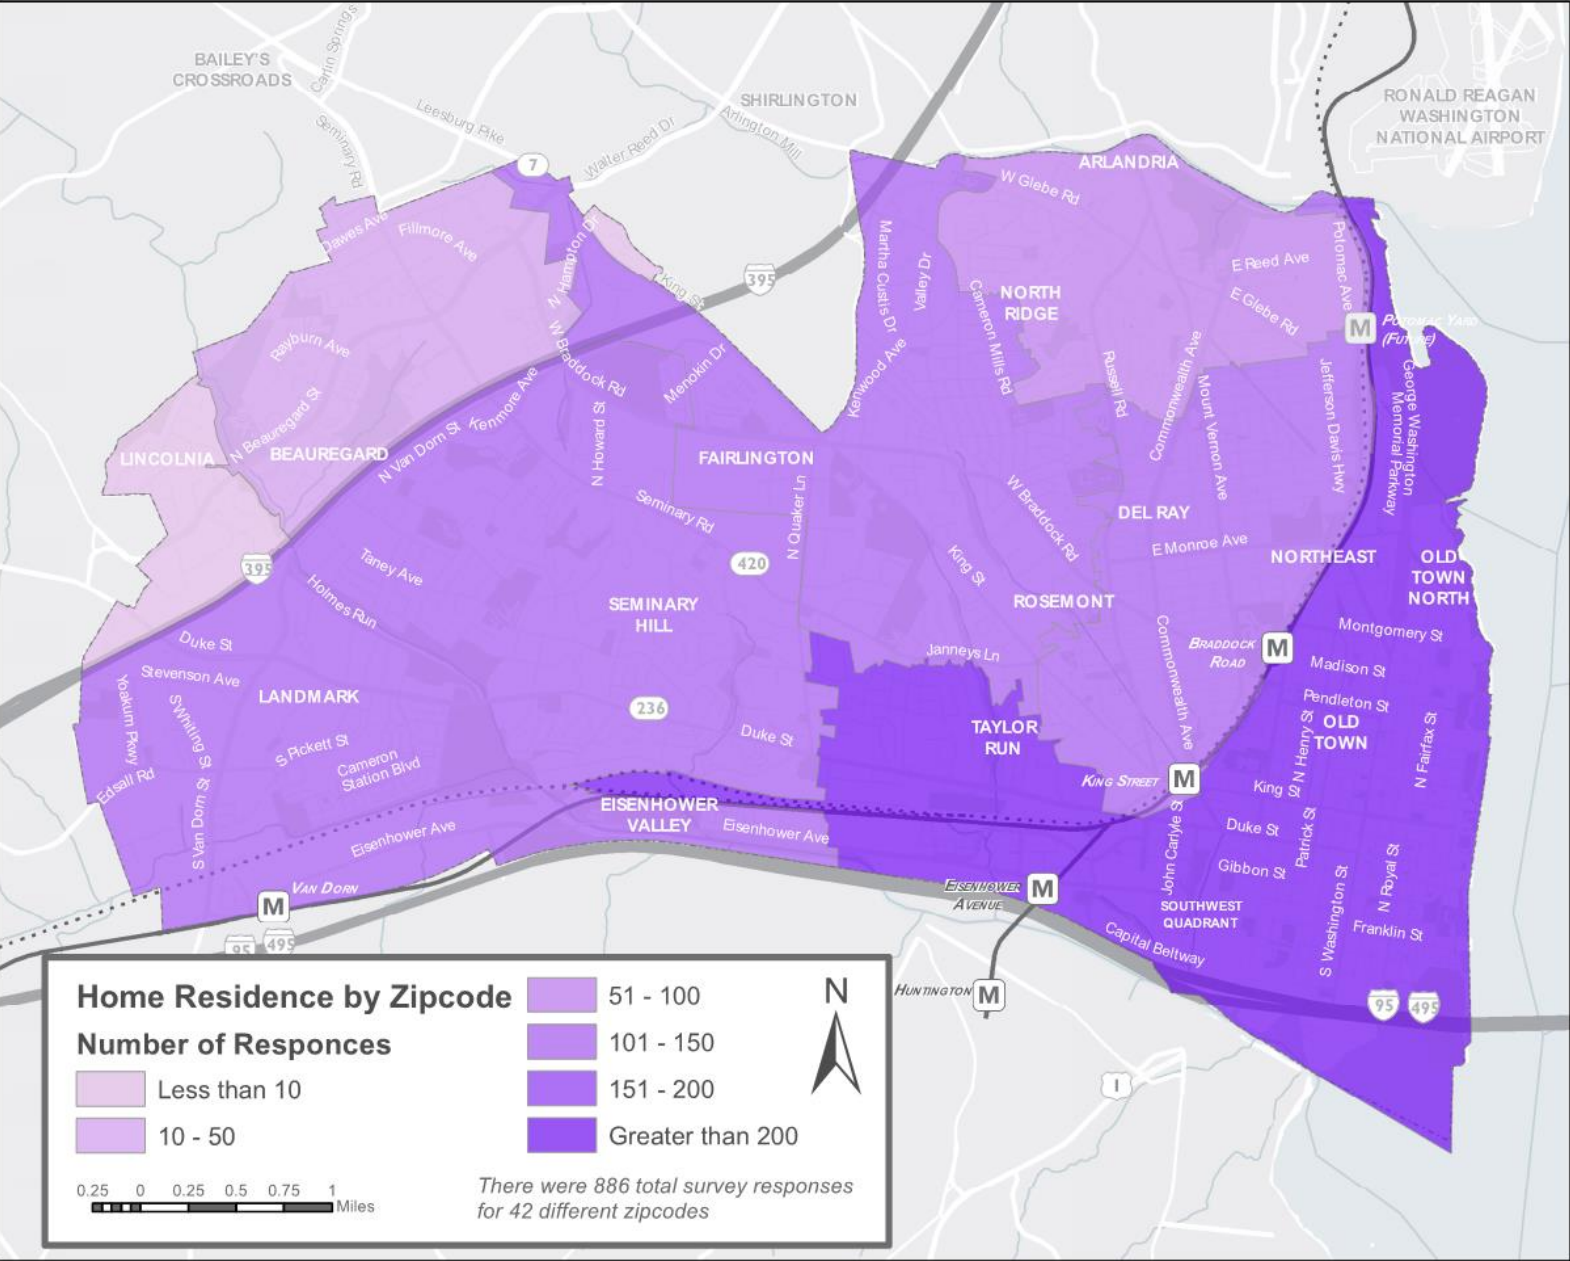 BAILEY'S
CROSSROADS
Carlin Springs
Leesburg Pike
Seminary Rd
SHIRLINGTON
Arlington Mill
Walter Reed Dr
7
RONALD REAGAN
WASHINGTON
NATIONAL AIRPORT
ARLANDRIA
W Glebe Rd
Dawes Ave
Fillmore Ave
N Hampton Dr
King St
395
Martha Custis Dr
Valley Dr
Potomac Ave
E Reed Ave
E Glebe Rd
NORTH
RIDGE
Cameron Mills Rd
M
POTOMAC YARD
(FUTURE)
Rayburn Ave
W Braddock Rd
Menokin Dr
Kenwood Ave
Russell Rd
Commonwealth Ave
Mount Vernon Ave
Jefferson Davis Hwy
George Washington
Memorial Parkway
N Beauregard St
LINCOLNIA
BEAUREGARD
N Van Dorn St
Kenmore Ave
N Howard St
FAIRLINGTON
Seminary Rd
N Quaker Ln
W Braddock Rd
DEL RAY
E Monroe Ave
NORTHEAST
OLD
TOWN
NORTH
395
Taney Ave
Holmes Run
420
King St
SEMINARY
HILL
ROSEMONT
Montgomery St
Duke St
Stevenson Ave
Janneys Ln
Commonwealth Ave
BRADDOCK
ROAD
M
Madison St
Pendleton St
Yoakum Pkwy
S Whiting St
LANDMARK
236
Duke St
TAYLOR
RUN
OLD
TOWN
N Henry St
N Fairfax St
S Pickett St
Cameron
Station Blvd
Edsall Rd
S Van Dorn St
KING STREET
M
King St
EISENHOWER
VALLEY
Eisenhower Ave
Eisenhower Ave
John Carlyle St
Duke St
Patrick St
Gibbon St
N Royal St
VAN DORN
M
EISENHOWER
AVENUE
M
SOUTHWEST
QUADRANT
S Washington St
Franklin St
Capital Beltway
95
495
HUNTINGTON
M
95
495
1
Home Residence by Zipcode
Number of Responces
Less than 10
10 - 50
51 - 100
101 - 150
151 - 200
Greater than 200
N
0.25 0 0.25 0.5 0.75 1
Miles
There were 886 total survey responses
for 42 different zipcodes